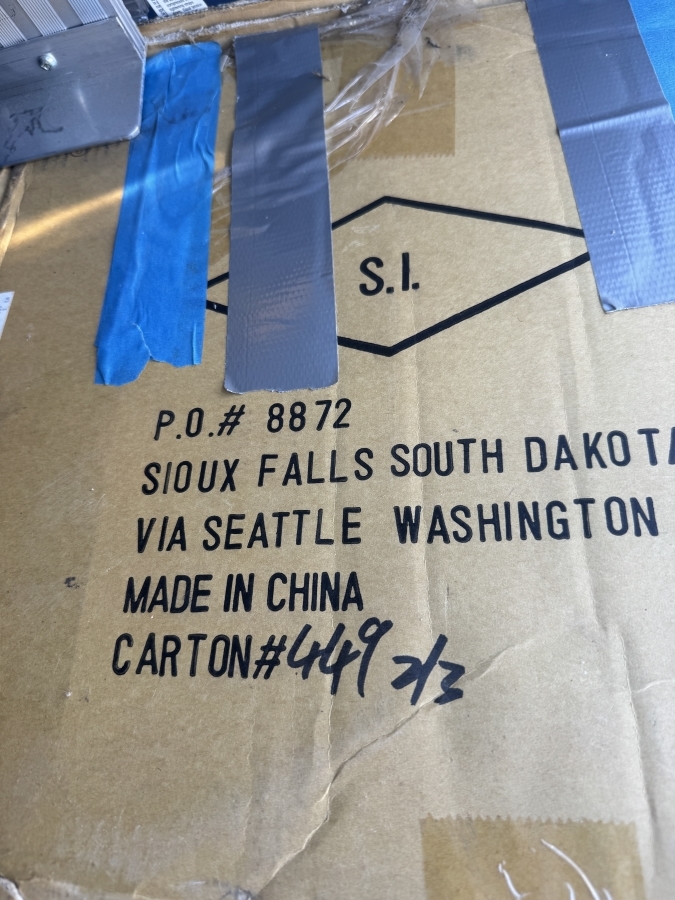 S.I.
P.O.# 8872
SIOUX FALLS SOUTH DAKOTA
VIA SEATTLE WASHINGTON
MADE IN CHINA
CARTON#449 2/3